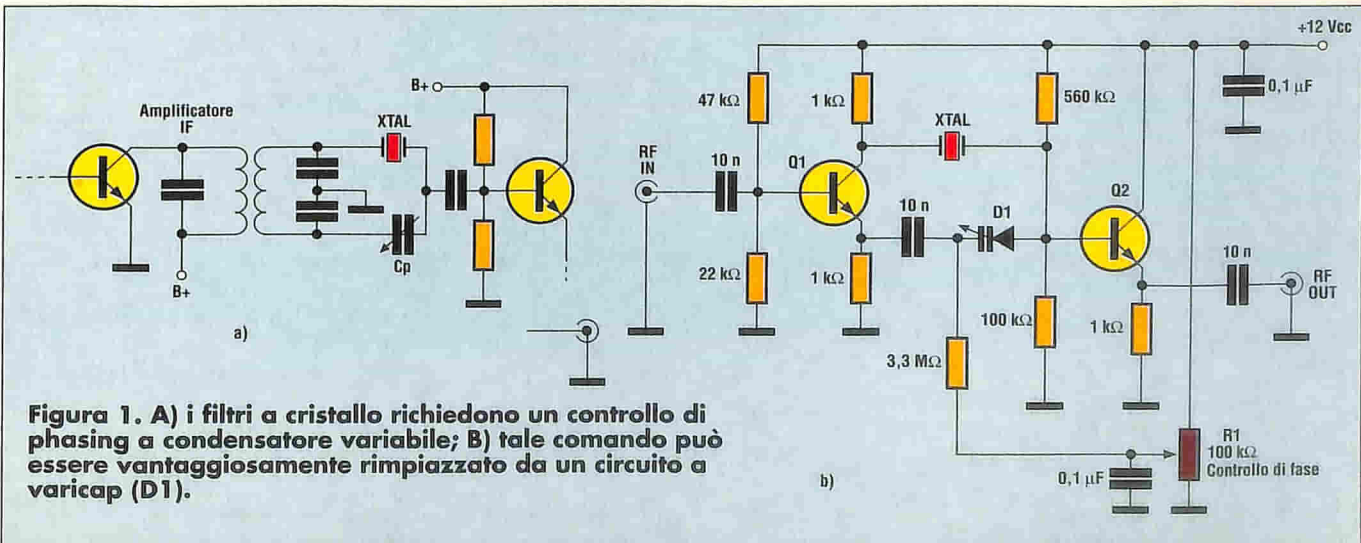 Amplificatore
IF
B+
XTAL
Cp
B+
a)
+12 Vcc
47 kΩ
1 kΩ
560 kΩ
0,1 µF
XTAL
RF
IN
10 n
Q1
Q2
10 n
D1
22 kΩ
1 kΩ
10 n
RF
OUT
100 kΩ
1 kΩ
3,3 MΩ
R1
100 kΩ
Controllo di fase
0,1 µF
b)
Figura 1. A) i filtri a cristallo richiedono un controllo di
phasing a condensatore variabile; B) tale comando può
essere vantaggiosamente rimpiazzato da un circuito a
varicap (D1).